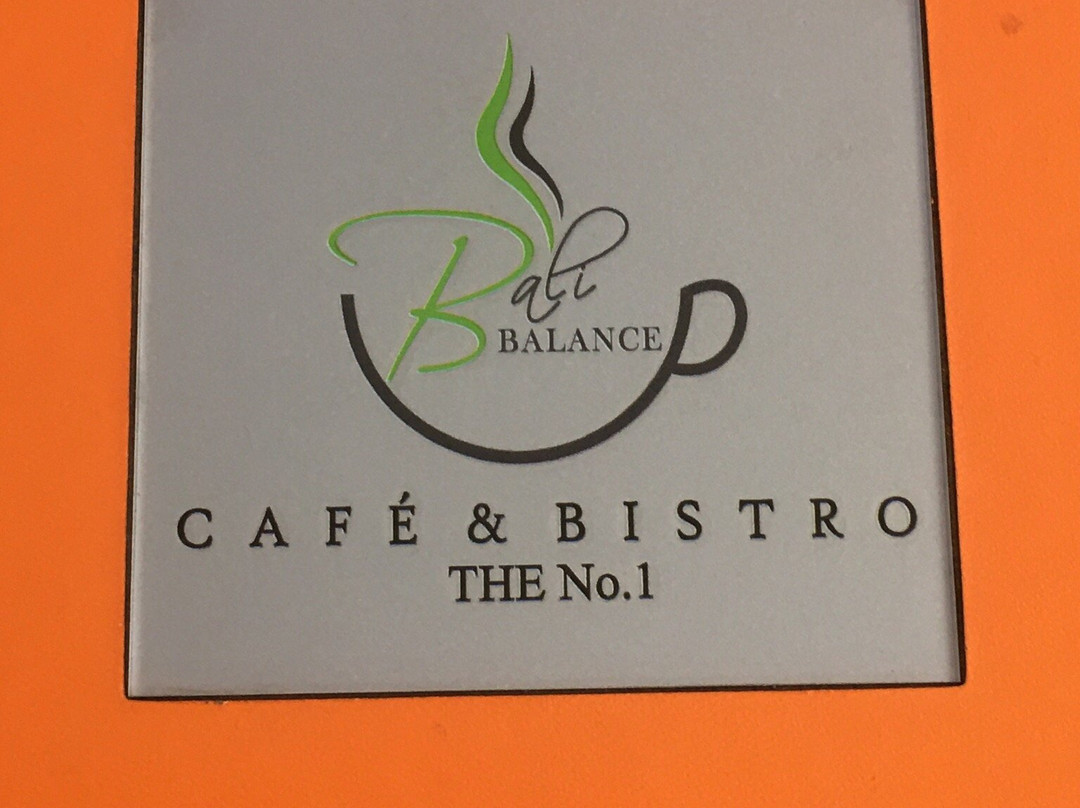 Bali
BALANCE
CAFÉ & BISTRO
THE No.1